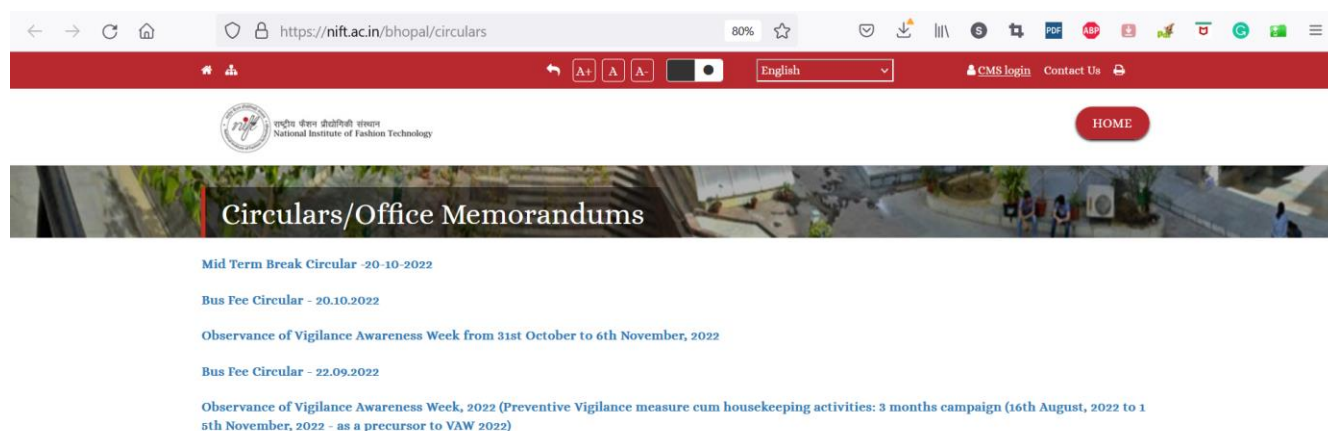 https://nift.ac.in/bhopal/circulars
80%
S
PDF
ABP
G
A+
A
A-
English
CMS login
Contact Us
nift
राष्ट्रीय फैशन प्रौद्योगिकी संस्थान
National Institute of Fashion Technology
HOME
Circulars/Office Memorandums
Mid Term Break Circular -20-10-2022
Bus Fee Circular - 20.10.2022
Observance of Vigilance Awareness Week from 31st October to 6th November, 2022
Bus Fee Circular - 22.09.2022
Observance of Vigilance Awareness Week, 2022 (Preventive Vigilance measure cum housekeeping activities: 3 months campaign (16th August, 2022 to 1
5th November, 2022 - as a precursor to VAW 2022)